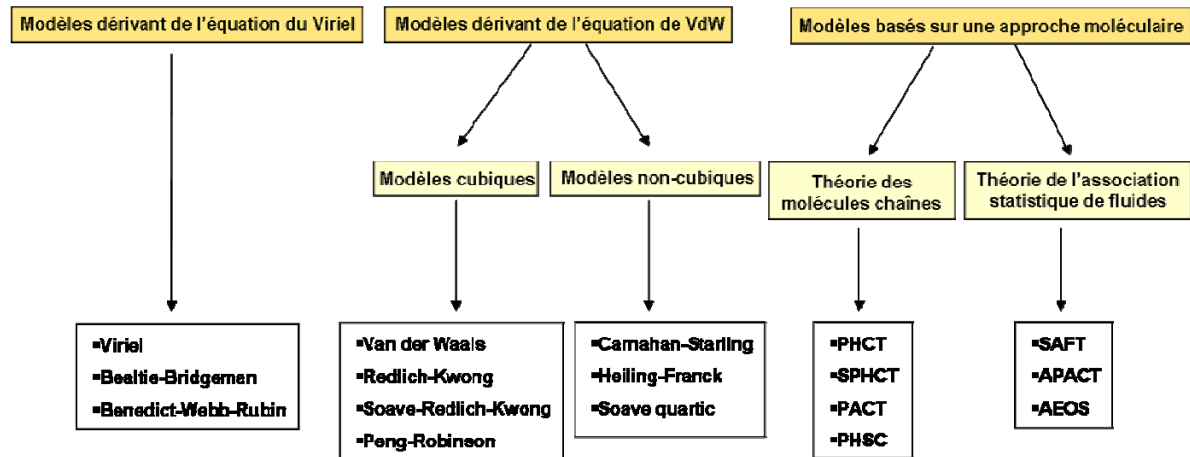 Modèles dérivant de l'équation du Viriel
Modèles dérivant de l'équation de VdW
Modèles basés sur une approche moléculaire
Modèles cubiques
Modèles non-cubiques
Théorie des
molécules chaînes
Théorie de l'association
statistique de fluides
▪Viriel
▪Beattie-Bridgeman
▪Benedict-Webb-Rubin
▪Van der Waals
▪Redlich-Kwong
▪Soave-Redlich-Kwong
▪Peng-Robinson
▪Carnahan-Starling
▪Heiling-Franck
▪Soave quartic
▪PHCT
▪SPHCT
▪PACT
▪PHSC
▪SAFT
▪APACT
▪AEOS